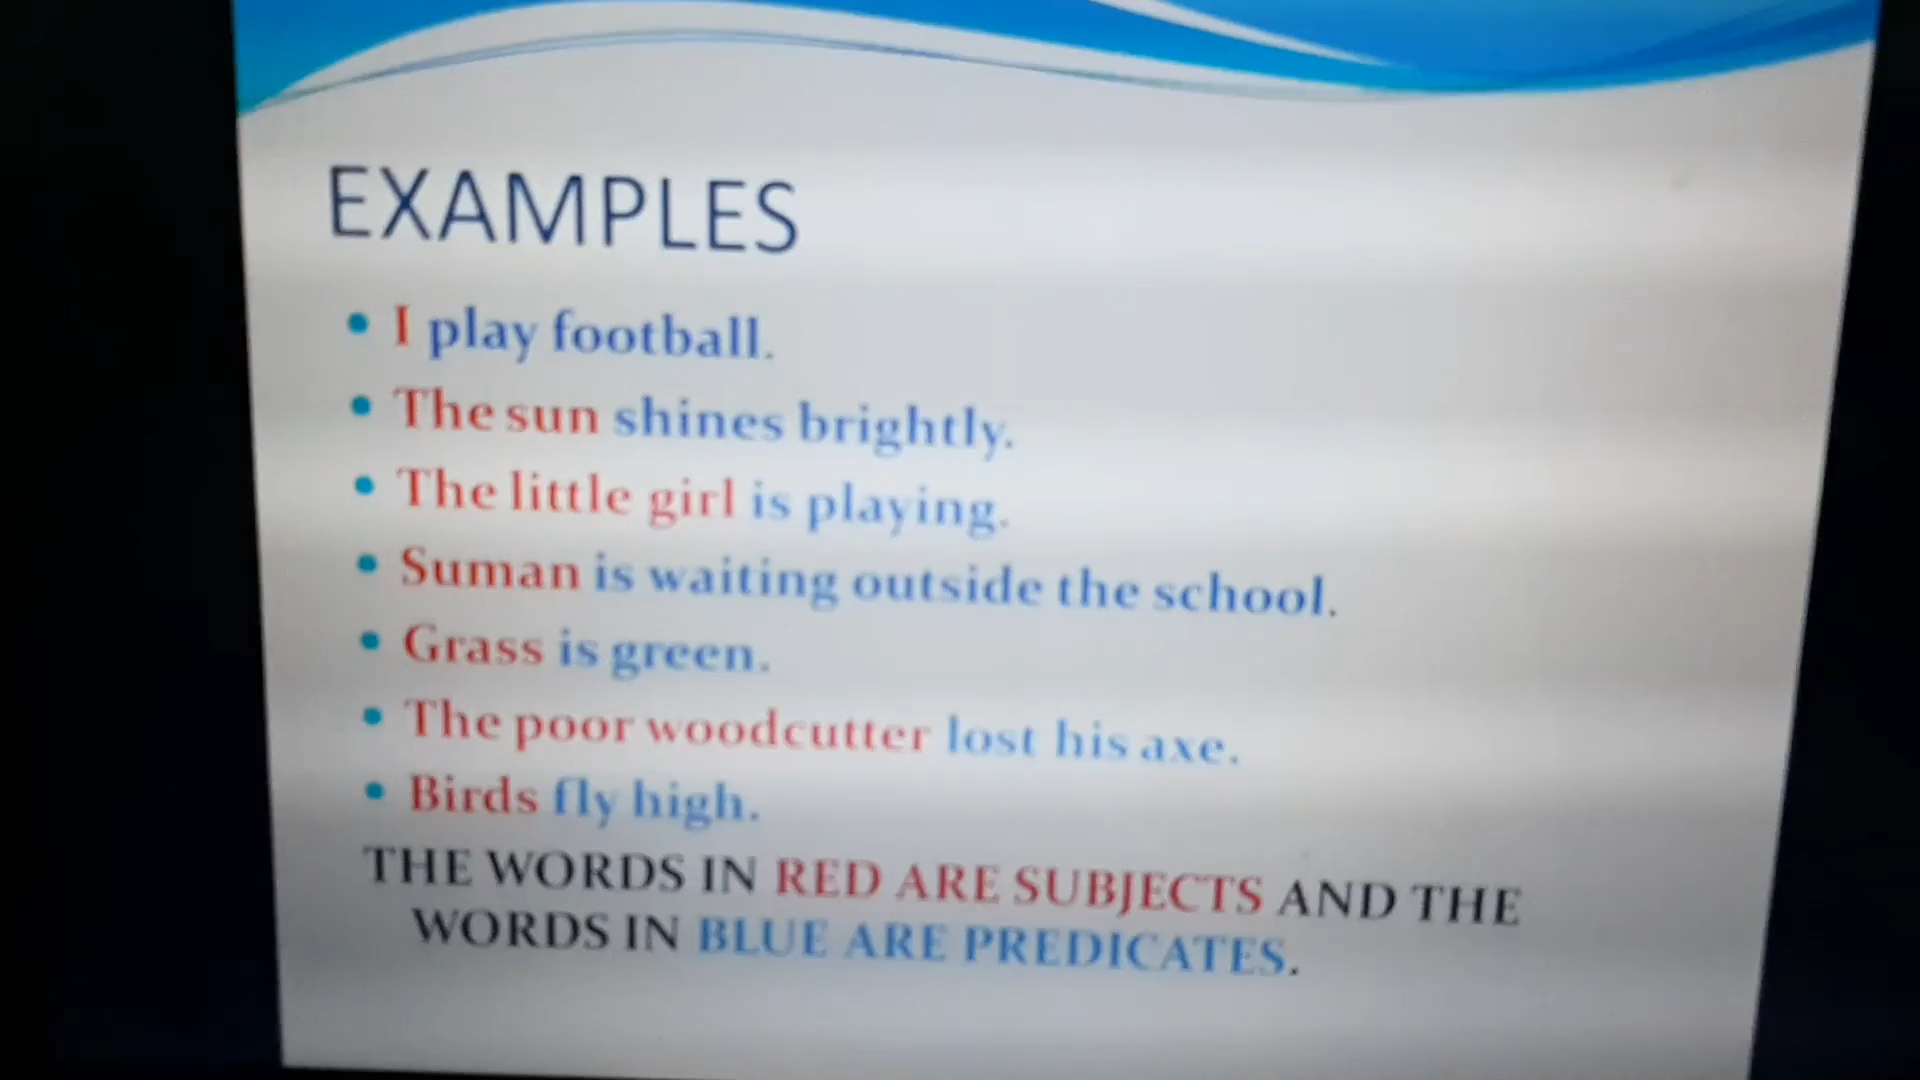 EXAMPLES
• I play football.
• The sun shines brightly.
• The little girl is playing.
• Suman is waiting outside the school.
• Grass is green.
• The poor woodcutter lost his axe.
• Birds fly high.
THE WORDS IN RED ARE SUBJECTS AND THE
WORDS IN BLUE ARE PREDICATES.